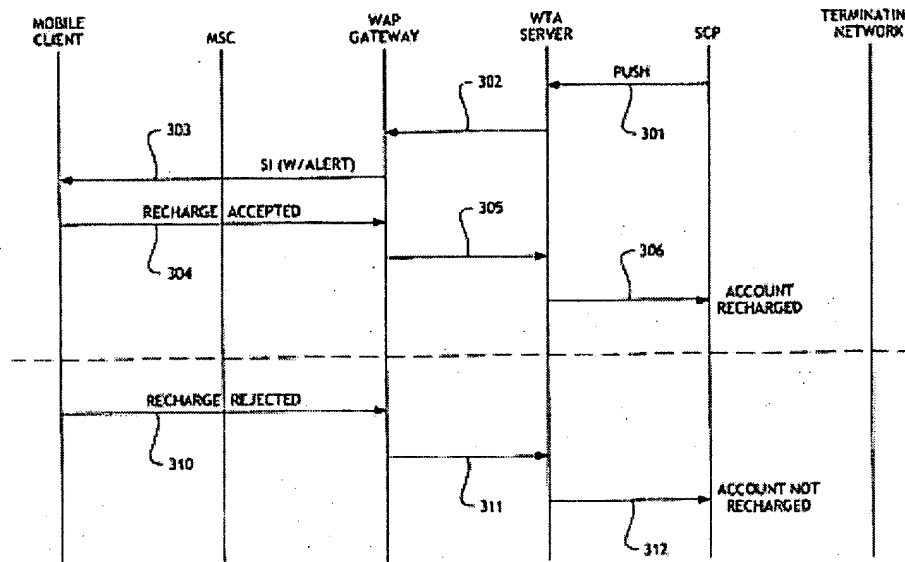 MOBILE CLIENT
MSC
WAP GATEWAY
WTA SERVER
SCP
TERMINATIN NETWORK
PUSH
302
301
303
SI (W/ALERT)
RECHARGE ACCEPTED
305
304
306
ACCOUNT RECHARGED
RECHARGE REJECTED
310
311
ACCOUNT NOT RECHARGED
312